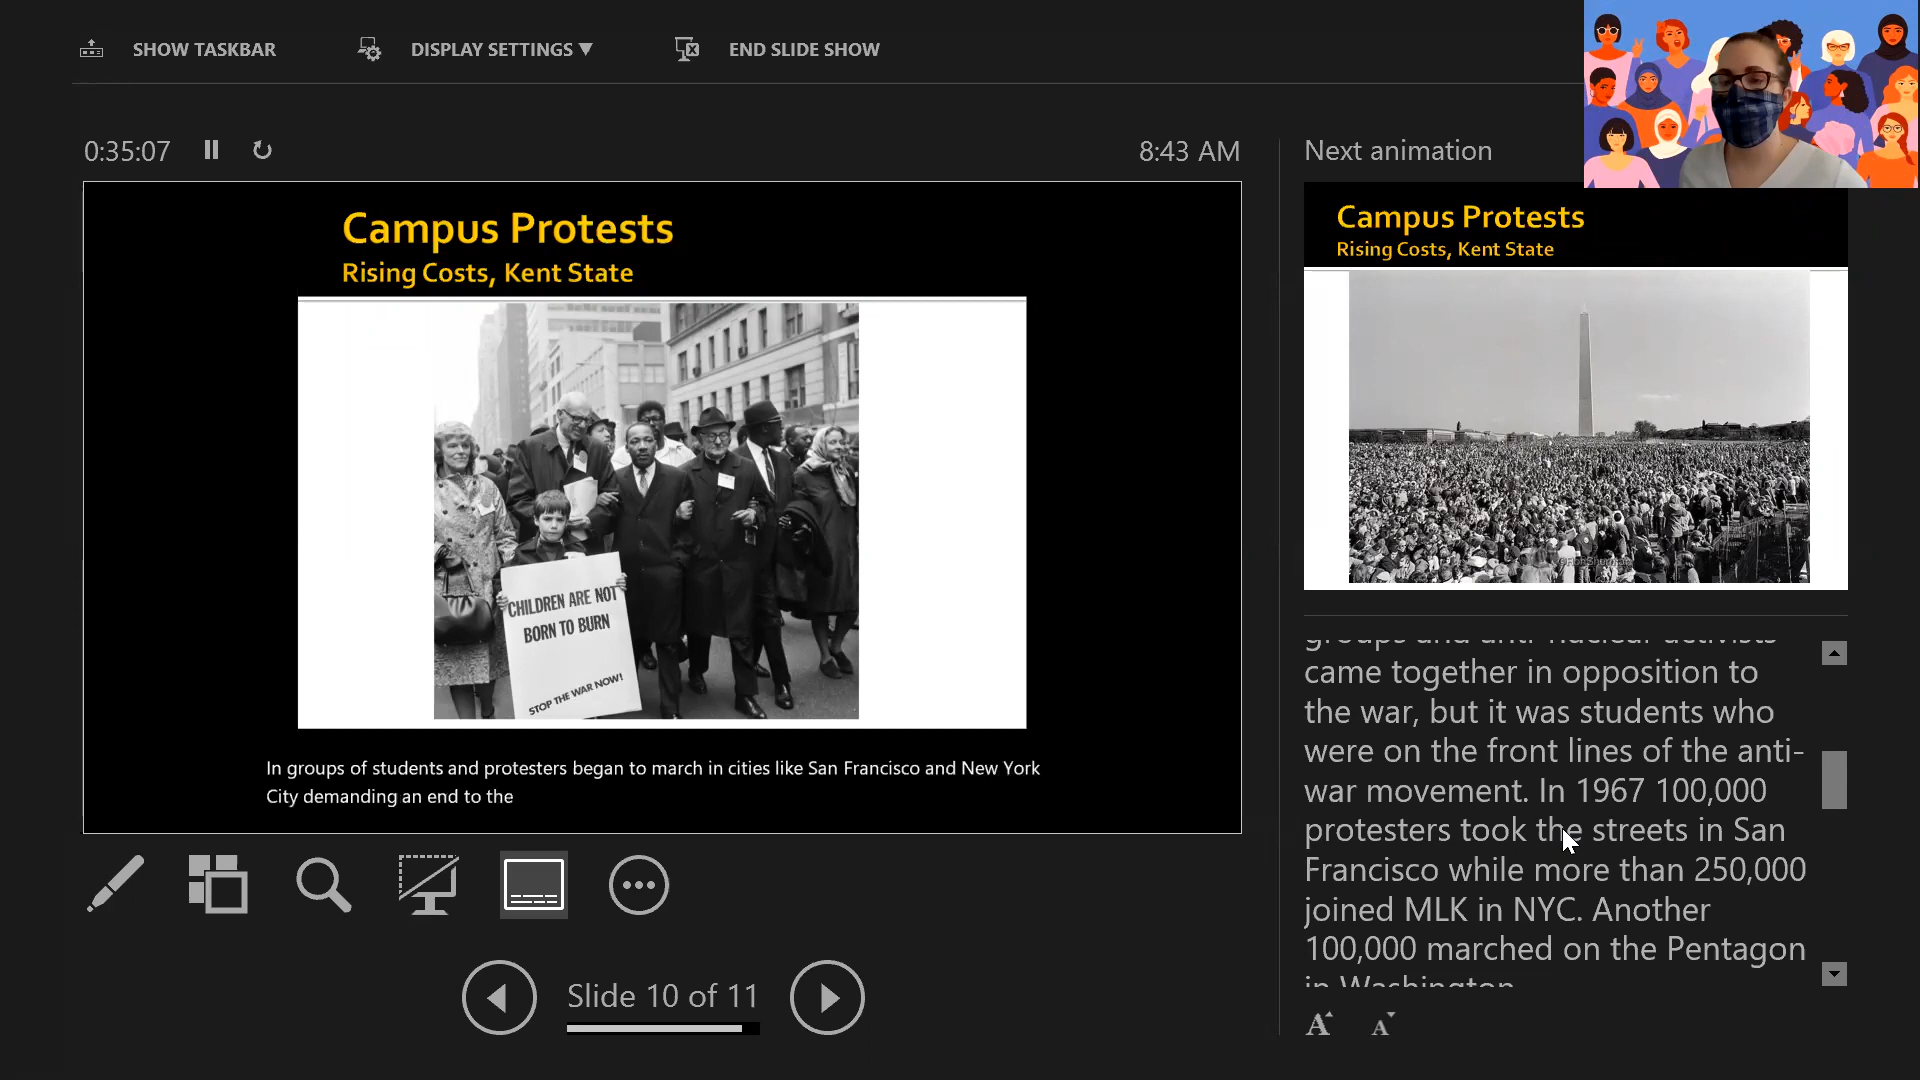 SHOW TASKBAR
DISPLAY SETTINGS ▼
END SLIDE SHOW
0:35:07
8:43 AM
Campus Protests
Rising Costs, Kent State
CHILDREN ARE NOT
BORN TO BURN
STOP THE WAR NOW!
In groups of students and protesters began to march in cities like San Francisco and New York
City demanding an end to the
Slide 10 of 11
Next animation
Campus Protests
Rising Costs, Kent State
groups and anti-nuclear activists
came together in opposition to
the war, but it was students who
were on the front lines of the anti-
war movement. In 1967 100,000
protesters took the streets in San
Francisco while more than 250,000
joined MLK in NYC. Another
100,000 marched on the Pentagon
in Washington
A A